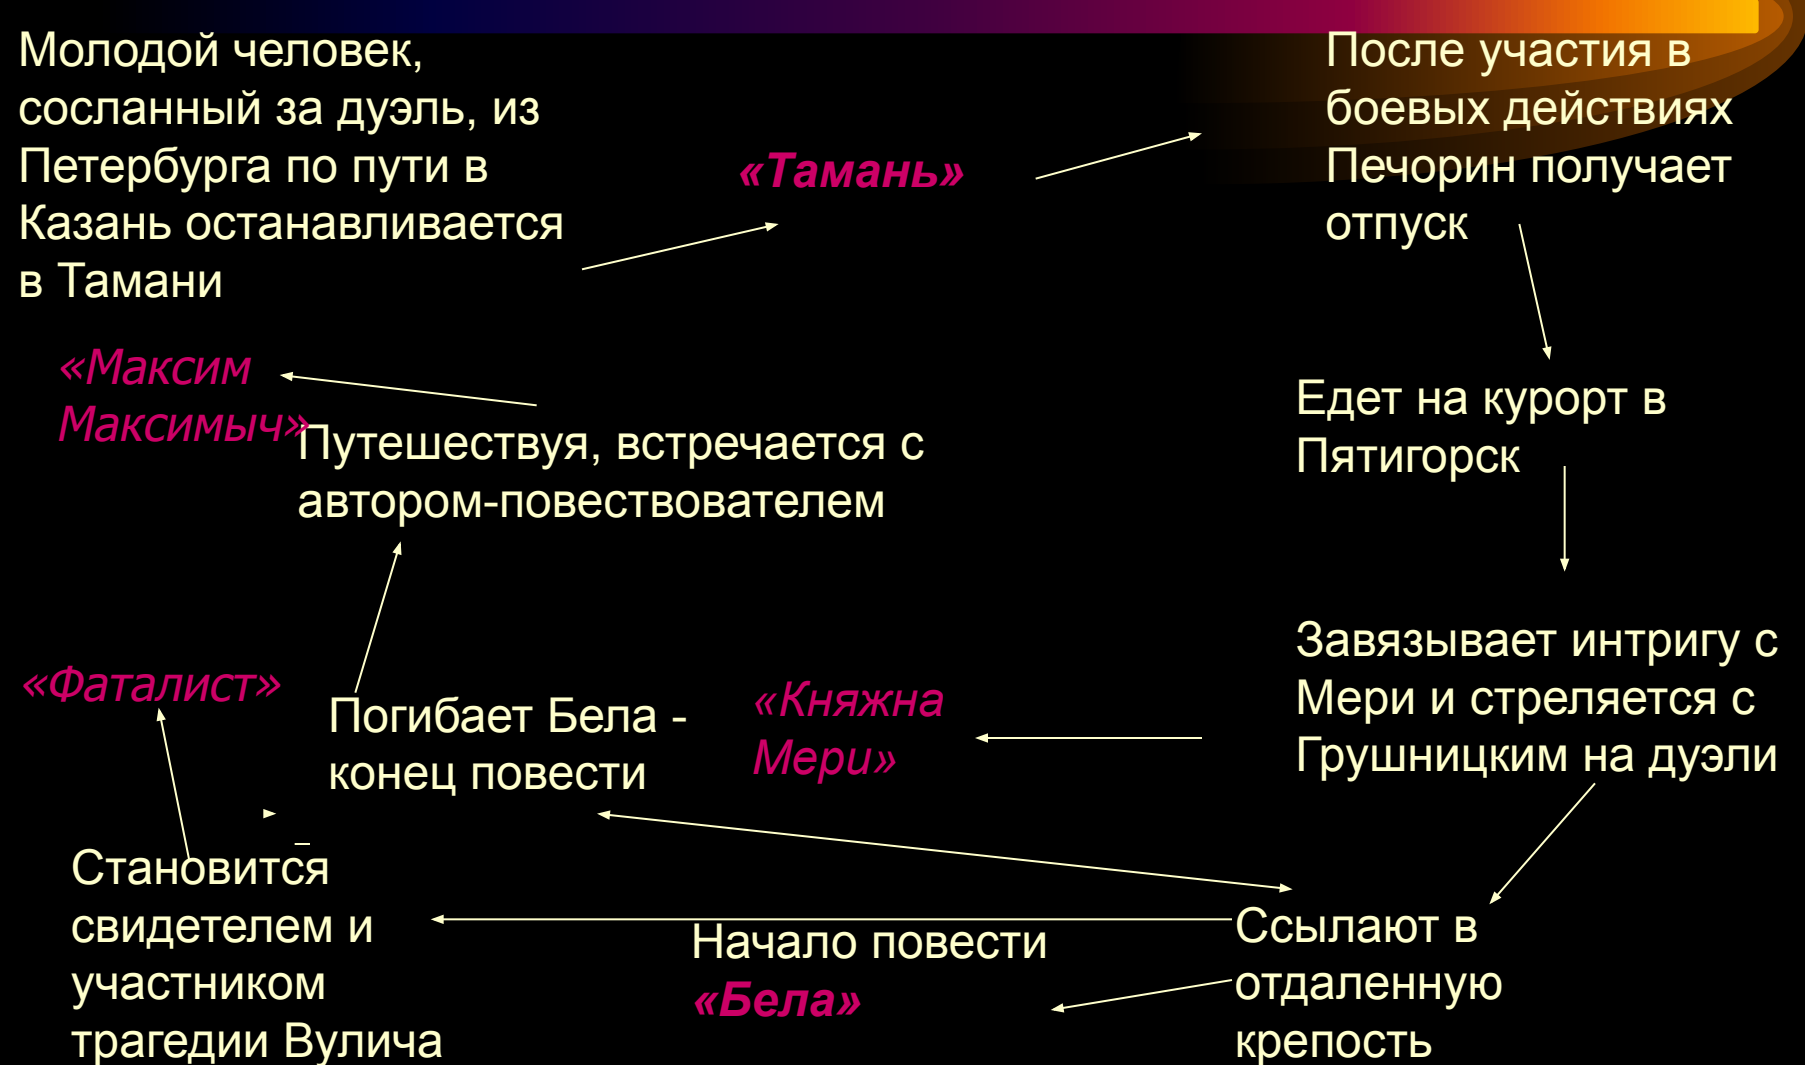 Молодой человек,
сосланный за дуэль, из
Петербурга по пути в
Казань останавливается
в Тамани
«Тамань»
После участия в
боевых действиях
Печорин получает
отпуск
«Максим
Максимыч»
Путешествуя, встречается с
автором-повествователем
Едет на курорт в
Пятигорск
«Фаталист»
Погибает Бела -
конец повести
«Княжна
Мери»
Завязывает интригу с
Мери и стреляется с
Грушницким на дуэли
Становится
свидетелем и
участником
трагедии Вулича
Начало повести
«Бела»
Ссылают в
отдаленную
крепость